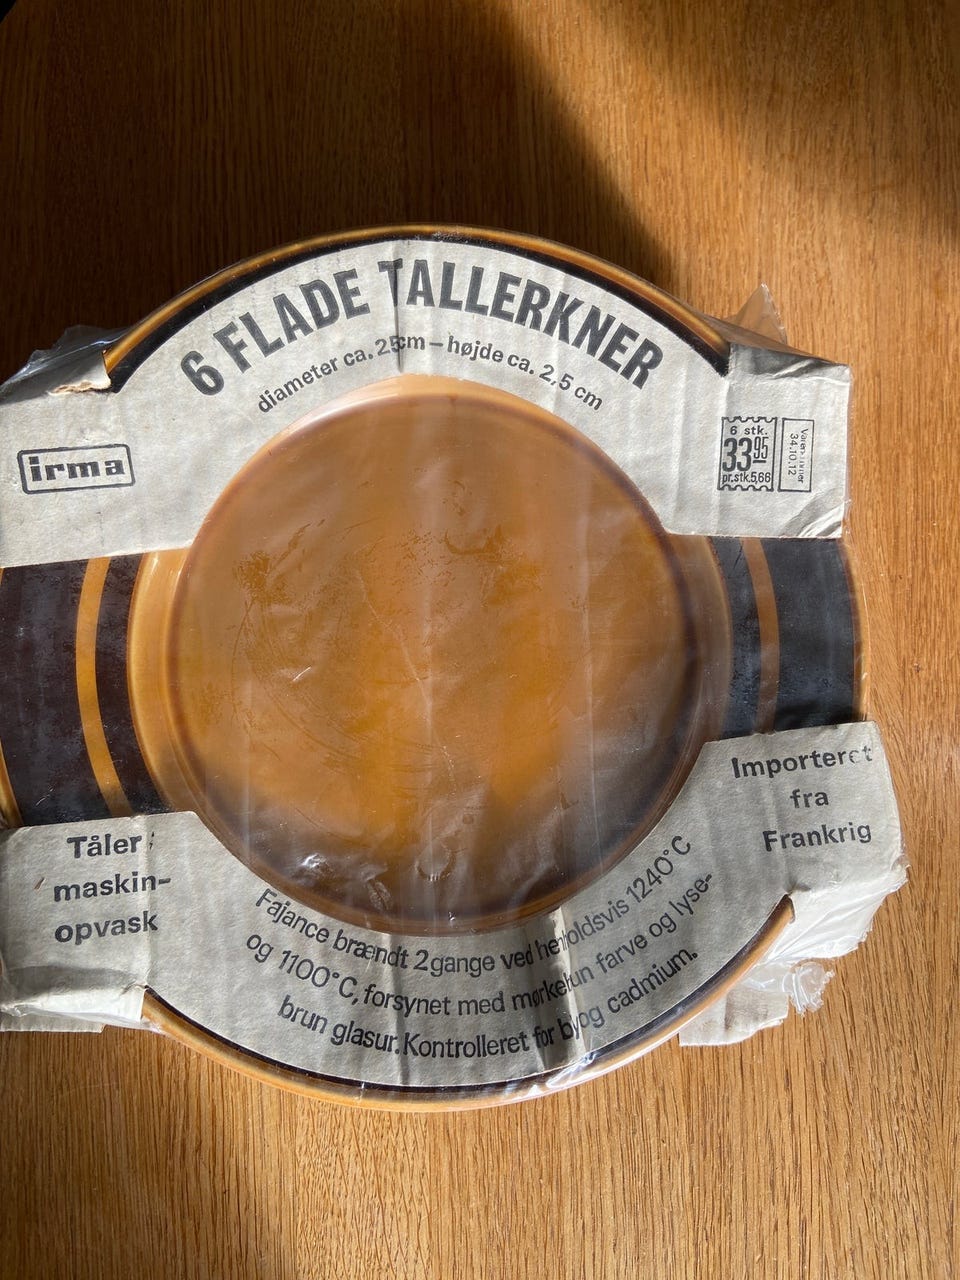 6 FLADE TALLERKNER
diameter ca. 25cm – højde ca. 2,5 cm
irma
6 stk.
33 95
pr.stk.5,66
Varenummer
34.10.12
Importeret
fra
Frankrig
Tåler
maskin-
opvask
Fajance brændt 2 gange ved henholdsvis 1240°C
og 1100°C, forsynet med mørkebrun farve og lyse-
brun glasur. Kontrolleret for bly og cadmium.